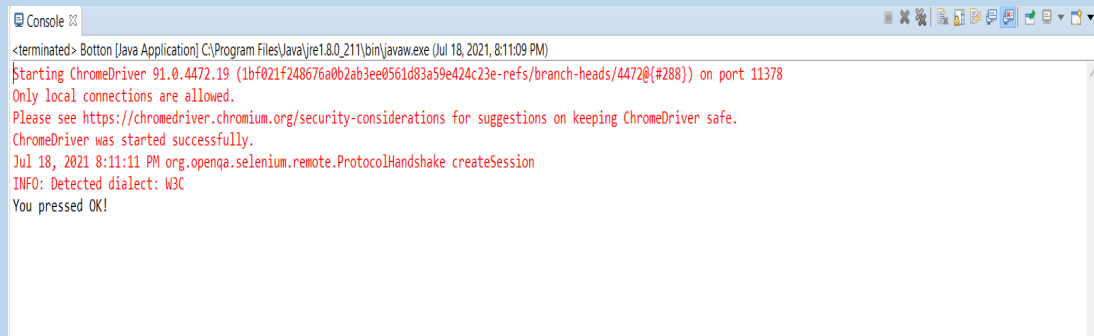 Console
<terminated> Botton [Java Application] C:\Program Files\Java\jre1.8.0_211\bin\javaw.exe (Jul 18, 2021, 8:11:09 PM)
Starting ChromeDriver 91.0.4472.19 (1bf021f248676a0b2ab3ee0561d83a59e424c23e-refs/branch-heads/4472@{#288}) on port 11378
Only local connections are allowed.
Please see https://chromedriver.chromium.org/security-considerations for suggestions on keeping ChromeDriver safe.
ChromeDriver was started successfully.
Jul 18, 2021 8:11:11 PM org.openqa.selenium.remote.ProtocolHandshake createSession
INFO: Detected dialect: W3C
You pressed OK!